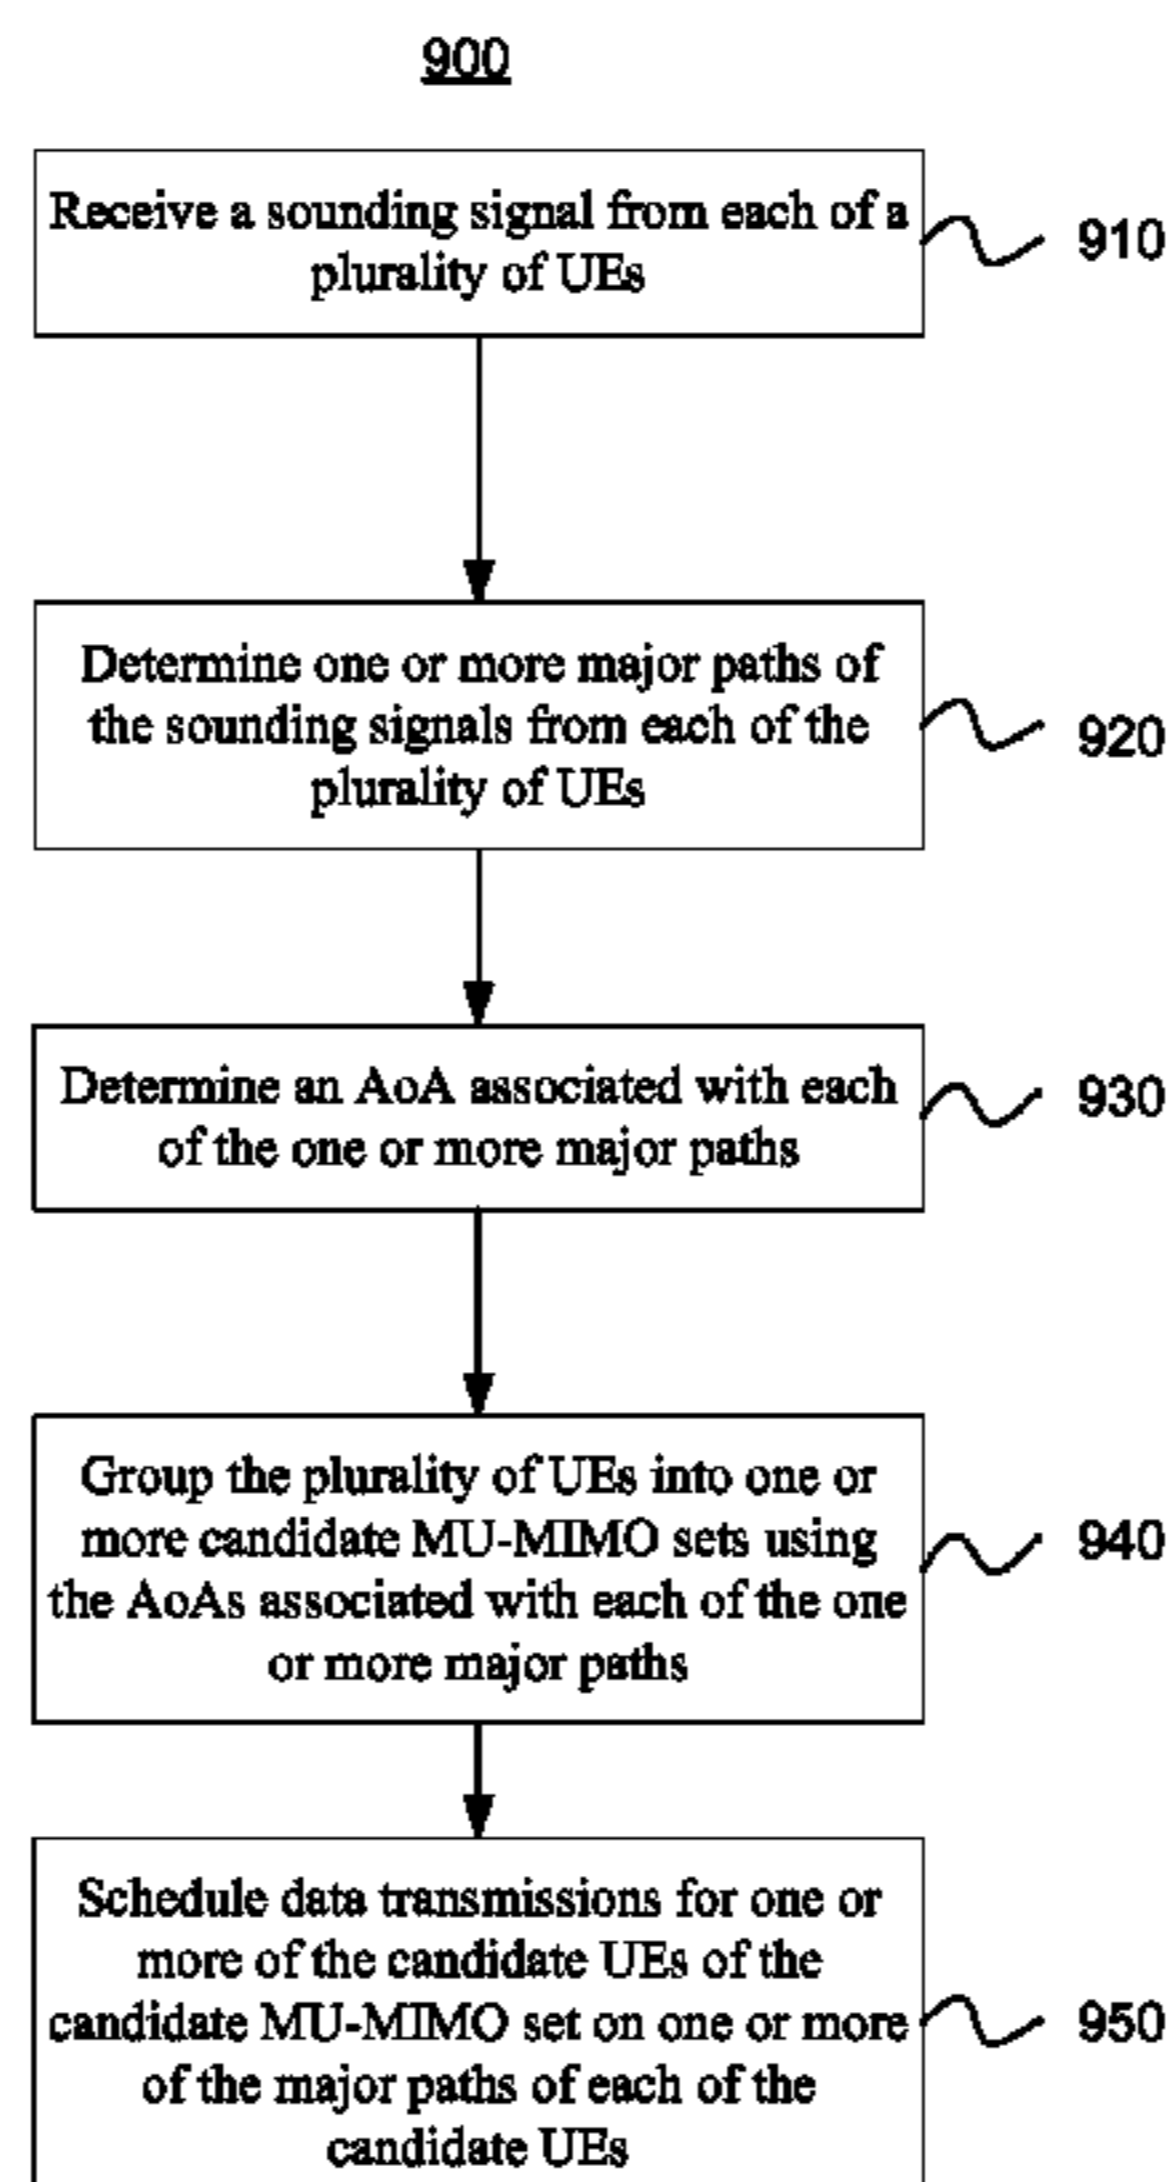 900
Receive a sounding signal from each of a
plurality of UEs
910
Determine one or more major paths of
the sounding signals from each of the
plurality of UEs
920
Determine an AoA associated with each
of the one or more major paths
930
Group the plurality of UEs into one or
more candidate MU-MIMO sets using
the AoAs associated with each of the one
or more major paths
940
Schedule data transmissions for one or
more of the candidate UEs of the
candidate MU-MIMO set on one or more
of the major paths of each of the
candidate UEs
950